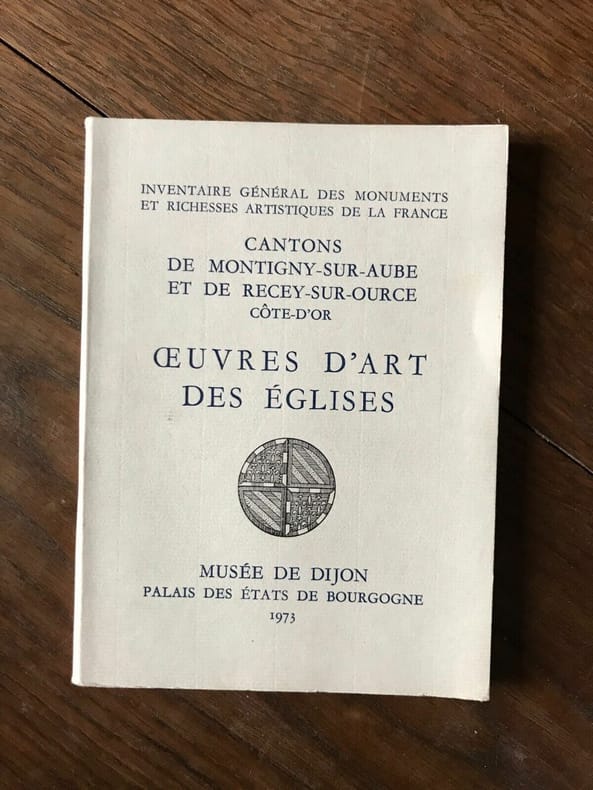 INVENTAIRE GÉNÉRAL DES MONUMENTS
ET RICHESSES ARTISTIQUES DE LA FRANCE
CANTONS
DE MONTIGNY-SUR-AUBE
ET DE RECEY-SUR-OURCE
CÔTE-D'OR
ŒUVRES D'ART
DES ÉGLISES
MUSÉE DE DIJON
PALAIS DES ÉTATS DE BOURGOGNE
1973